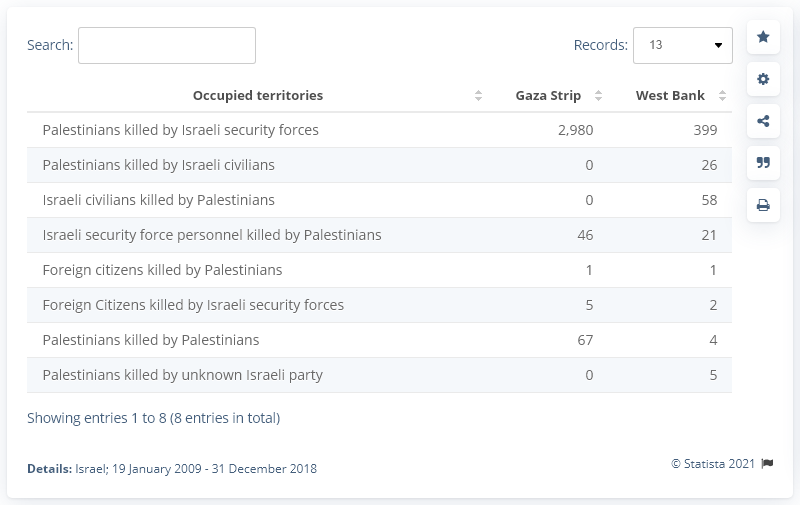 Search:
Records: 13
Occupied territories Gaza Strip West Bank
Palestinians killed by Israeli security forces 2,980 399
Palestinians killed by Israeli civilians 0 26
Israeli civilians killed by Palestinians 0 58
Israeli security force personnel killed by Palestinians 46 21
Foreign citizens killed by Palestinians 1 1
Foreign Citizens killed by Israeli security forces 5 2
Palestinians killed by Palestinians 67 4
Palestinians killed by unknown Israeli party 0 5
Showing entries 1 to 8 (8 entries in total)
Details: Israel; 19 January 2009 - 31 December 2018
© Statista 2021